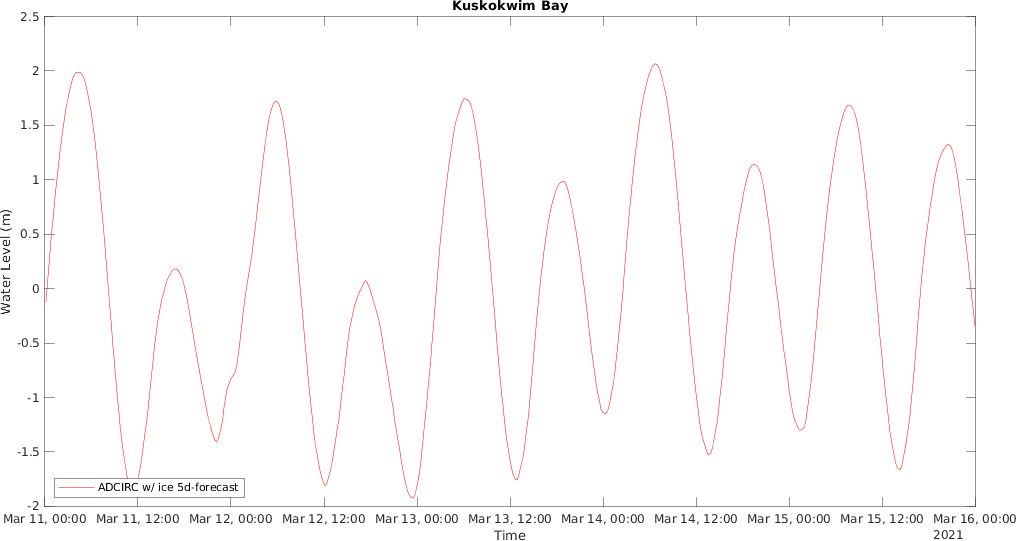 Kuskokwim Bay
2.5
2
1.5
1
0.5
0
-0.5
-1
-1.5
-2
Water Level (m)
ADCIRC w/ ice 5d-forecast
Mar 11, 00:00 Mar 11, 12:00 Mar 12, 00:00 Mar 12, 12:00 Mar 13, 00:00 Mar 13, 12:00 Mar 14, 00:00 Mar 14, 12:00 Mar 15, 00:00 Mar 15, 12:00 Mar 16, 00:00
Time
2021